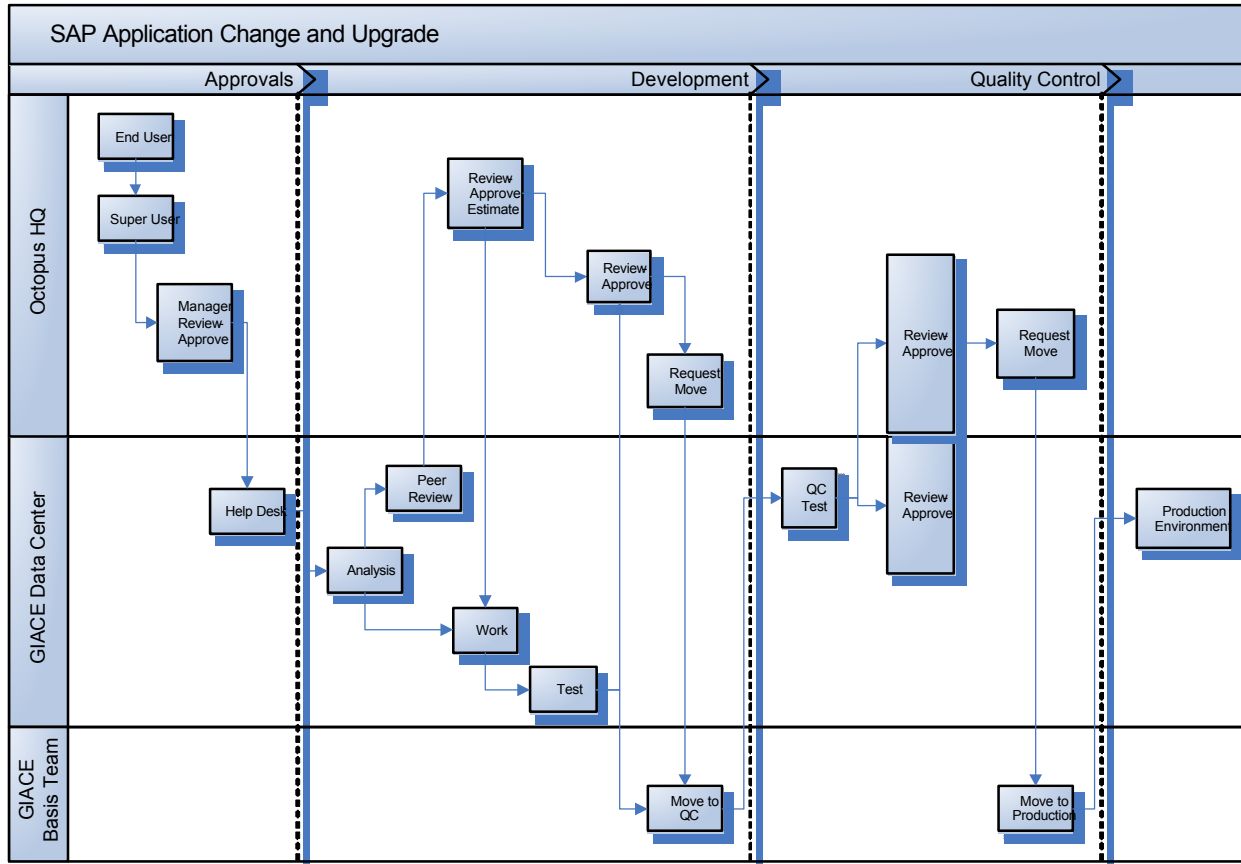 SAP Application Change and Upgrade
Approvals
Development
Quality Control
Octopus HQ
End User
Super User
Manager
Review-
Approve
Review-
Approve
Estimate
Review-
Approve
Request
Move
Review-
Approve
Request
Move
GIACE Data Center
Help Desk
Analysis
Peer
Review
Work
Test
QC
Test
Review-
Approve
Production
Environment
GIACE
Basis Team
Move to
QC
Move to
Production